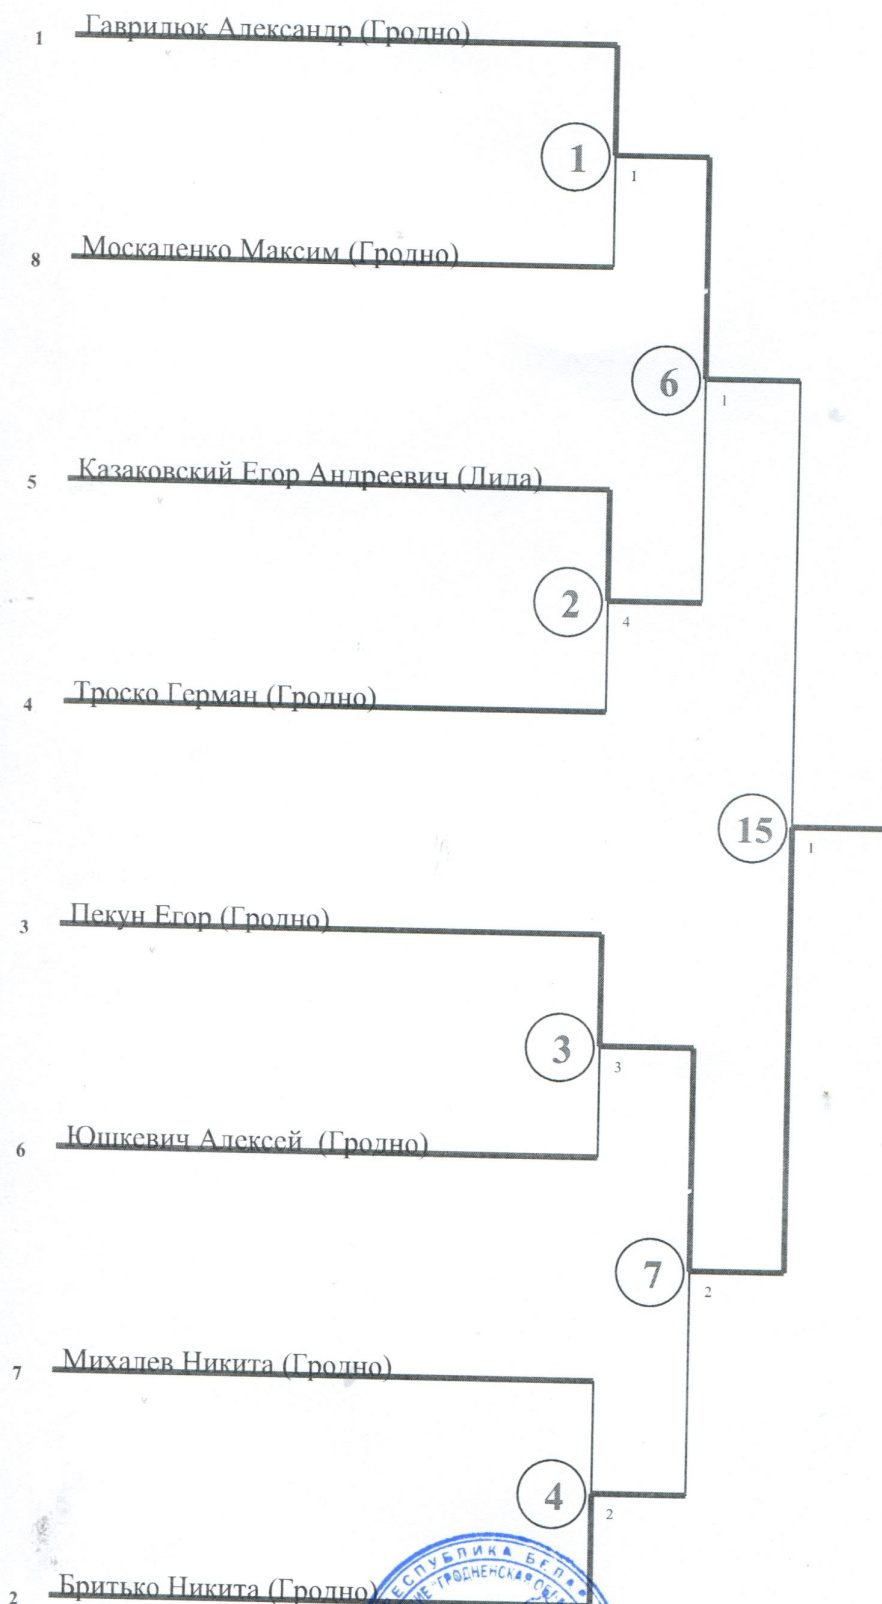 1 Гаврилюк Александр (Гродно)
1
1
8 Москаленко Максим (Гродно)
6
1
5 Казаковский Егор Андреевич (Лида)
2
4
4 Троско Герман (Гродно)
15
1
3 Пекун Егор (Гродно)
3
3
6 Юшкевич Алексей (Гродно)
7
2
7 Михалев Никита (Гродно)
4
2
2 Бритько Никита (Гродно)